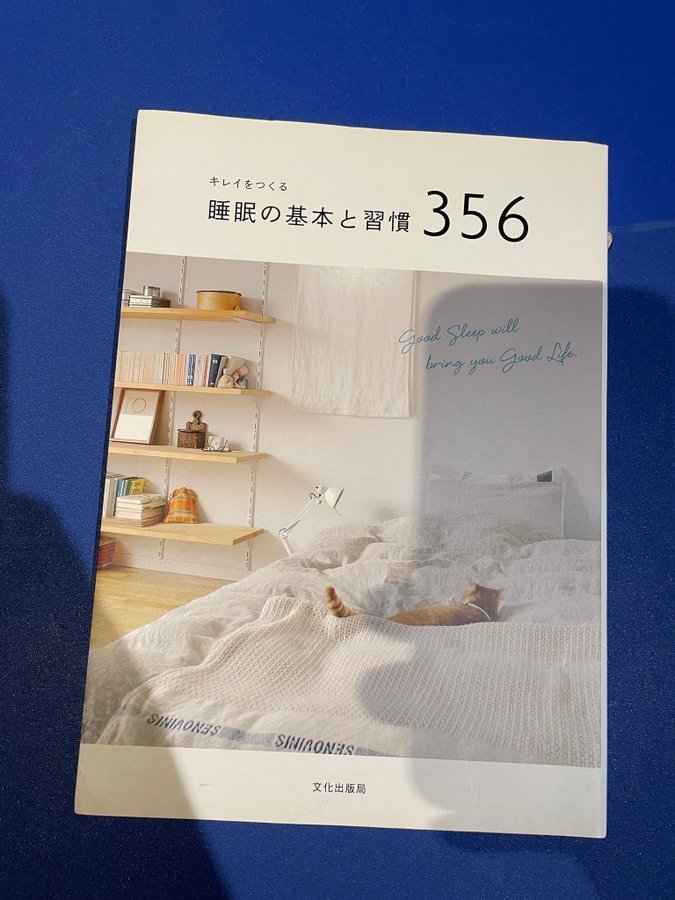 キレイをつくる
睡眠の基本と習慣 356
Good Sleep will
bring you Good Life.
SENOVINIS
SENOVINIS
文化出版局